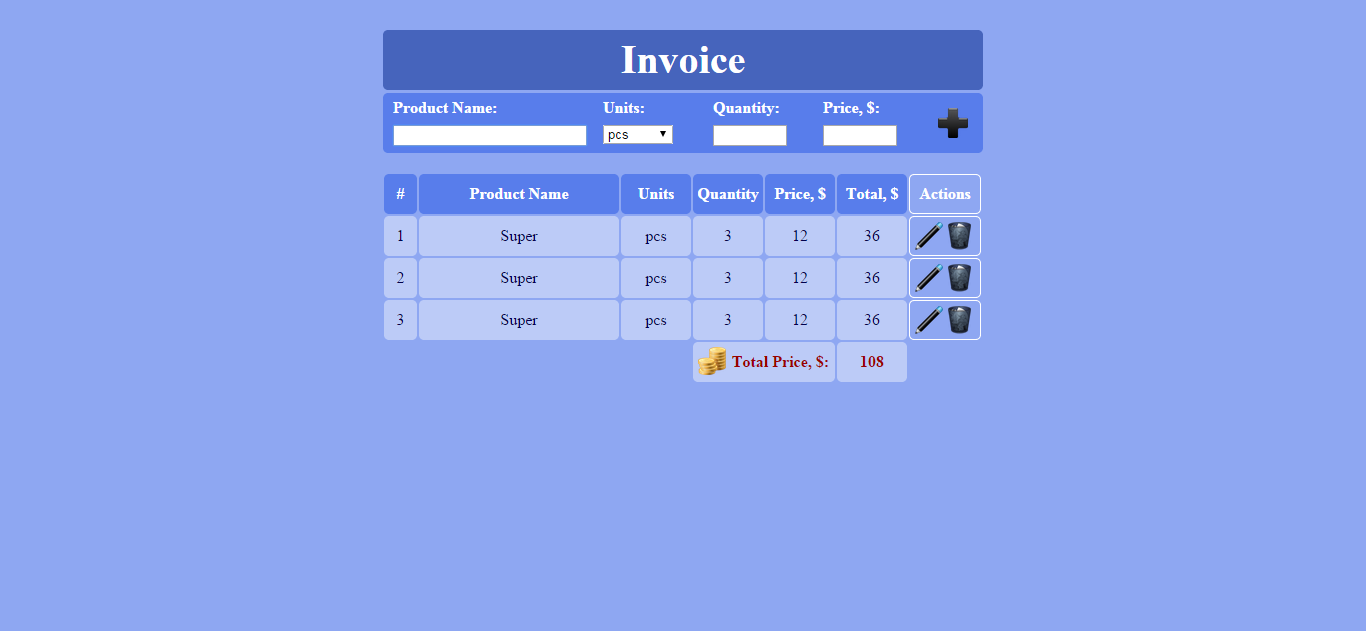 Invoice
Product Name: Units: Quantity: Price, $:
pcs
# Product Name Units Quantity Price, $ Total, $ Actions
1 Super pcs 3 12 36
2 Super pcs 3 12 36
3 Super pcs 3 12 36
Total Price, $: 108